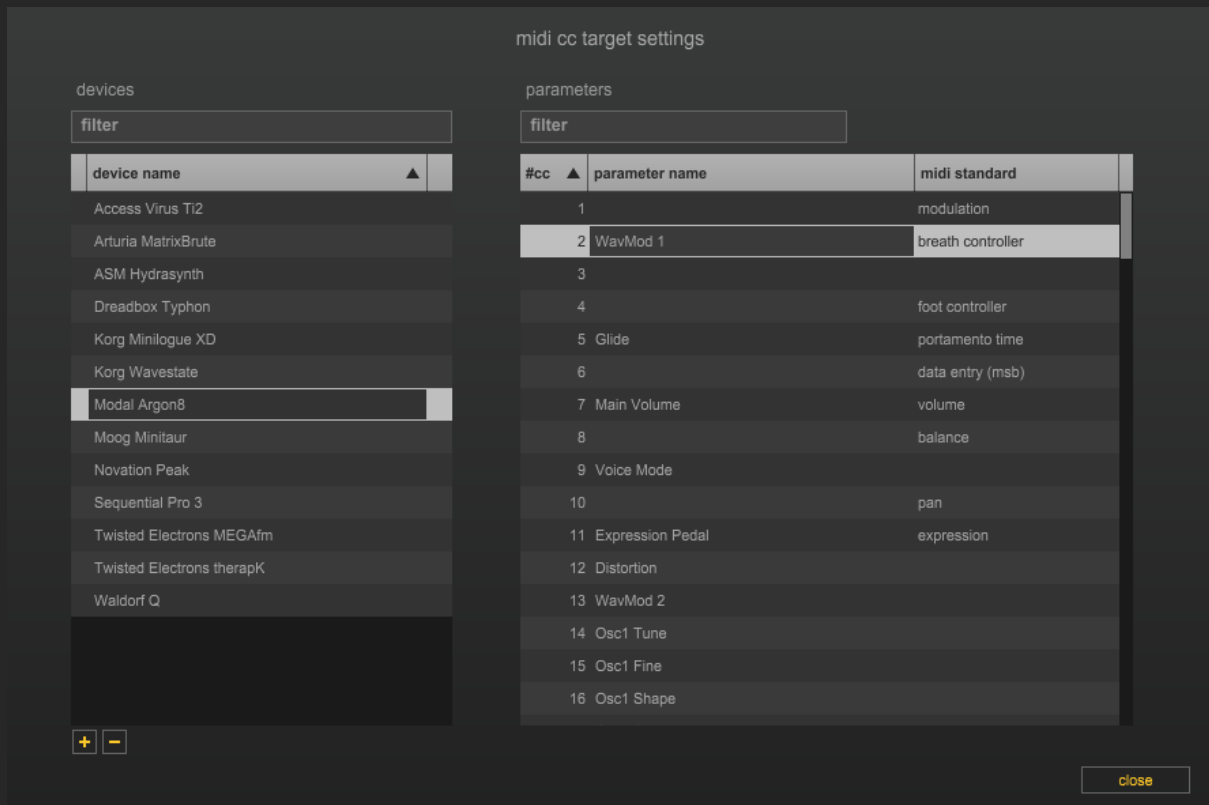 midi cc target settings
devices
filter
device name
Access Virus Ti2
Arturia MatrixBrute
ASM Hydrasynth
Dreadbox Typhon
Korg Minilogue XD
Korg Wavestate
Modal Argon8
Moog Minitaur
Novation Peak
Sequential Pro 3
Twisted Electrons MEGAfm
Twisted Electrons therapK
Waldorf Q
+ −
parameters
filter
#cc parameter name midi standard
1 modulation
2 WavMod 1 breath controller
3
4 foot controller
5 Glide portamento time
6 data entry (msb)
7 Main Volume volume
8 balance
9 Voice Mode
10 pan
11 Expression Pedal expression
12 Distortion
13 WavMod 2
14 Osc1 Tune
15 Osc1 Fine
16 Osc1 Shape
close